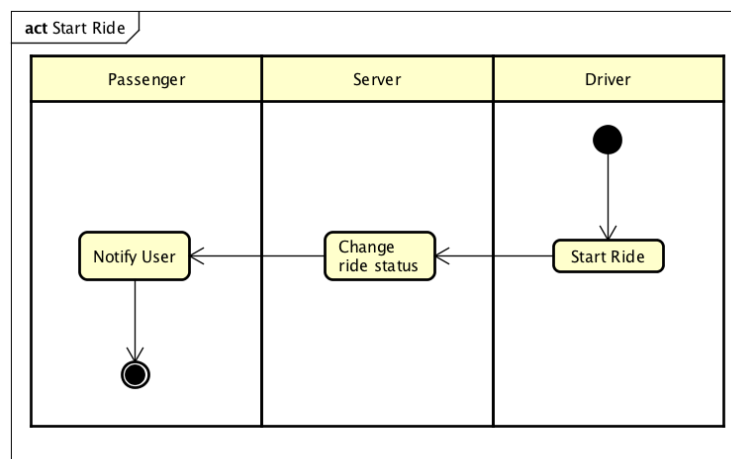 act Start Ride
Passenger
Server
Driver
Notify User
Change
ride status
Start Ride